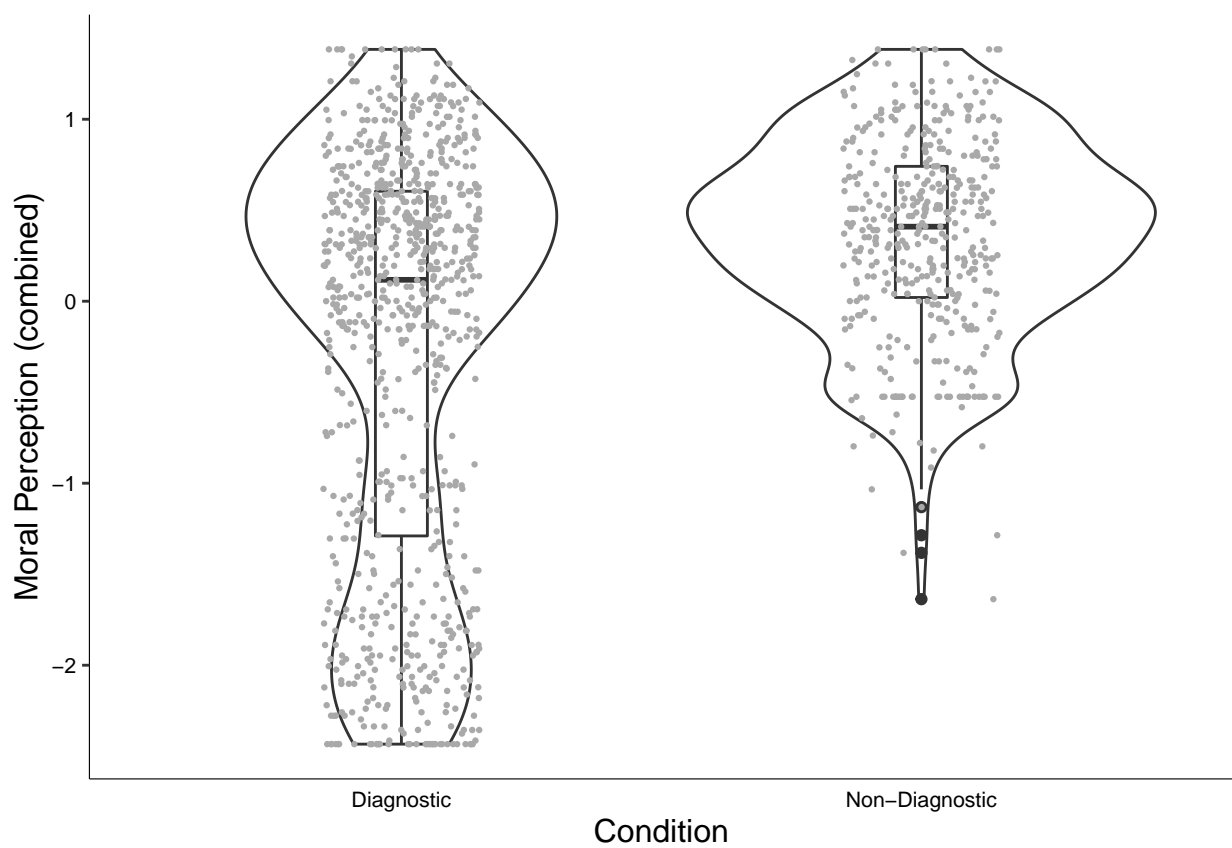 Moral Perception (combined)
1
0
−1
−2
Diagnostic
Non−Diagnostic
Condition